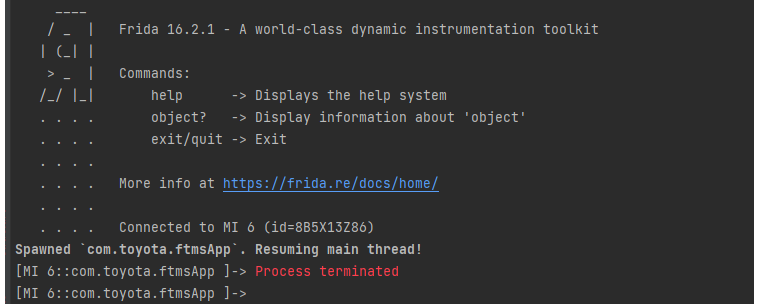 ____
   / _  |   Frida 16.2.1 - A world-class dynamic instrumentation toolkit
  | (_| |
   > _  |   Commands:
  /_/ |_|       help      -> Displays the help system
  . . . .       object?   -> Display information about 'object'
  . . . .       exit/quit -> Exit
  . . . .
  . . . .   More info at https://frida.re/docs/home/
  . . . .
  . . . .   Connected to MI 6 (id=8B5X13Z86)
Spawned `com.toyota.ftmsApp`. Resuming main thread!
[MI 6::com.toyota.ftmsApp ]-> Process terminated
[MI 6::com.toyota.ftmsApp ]->